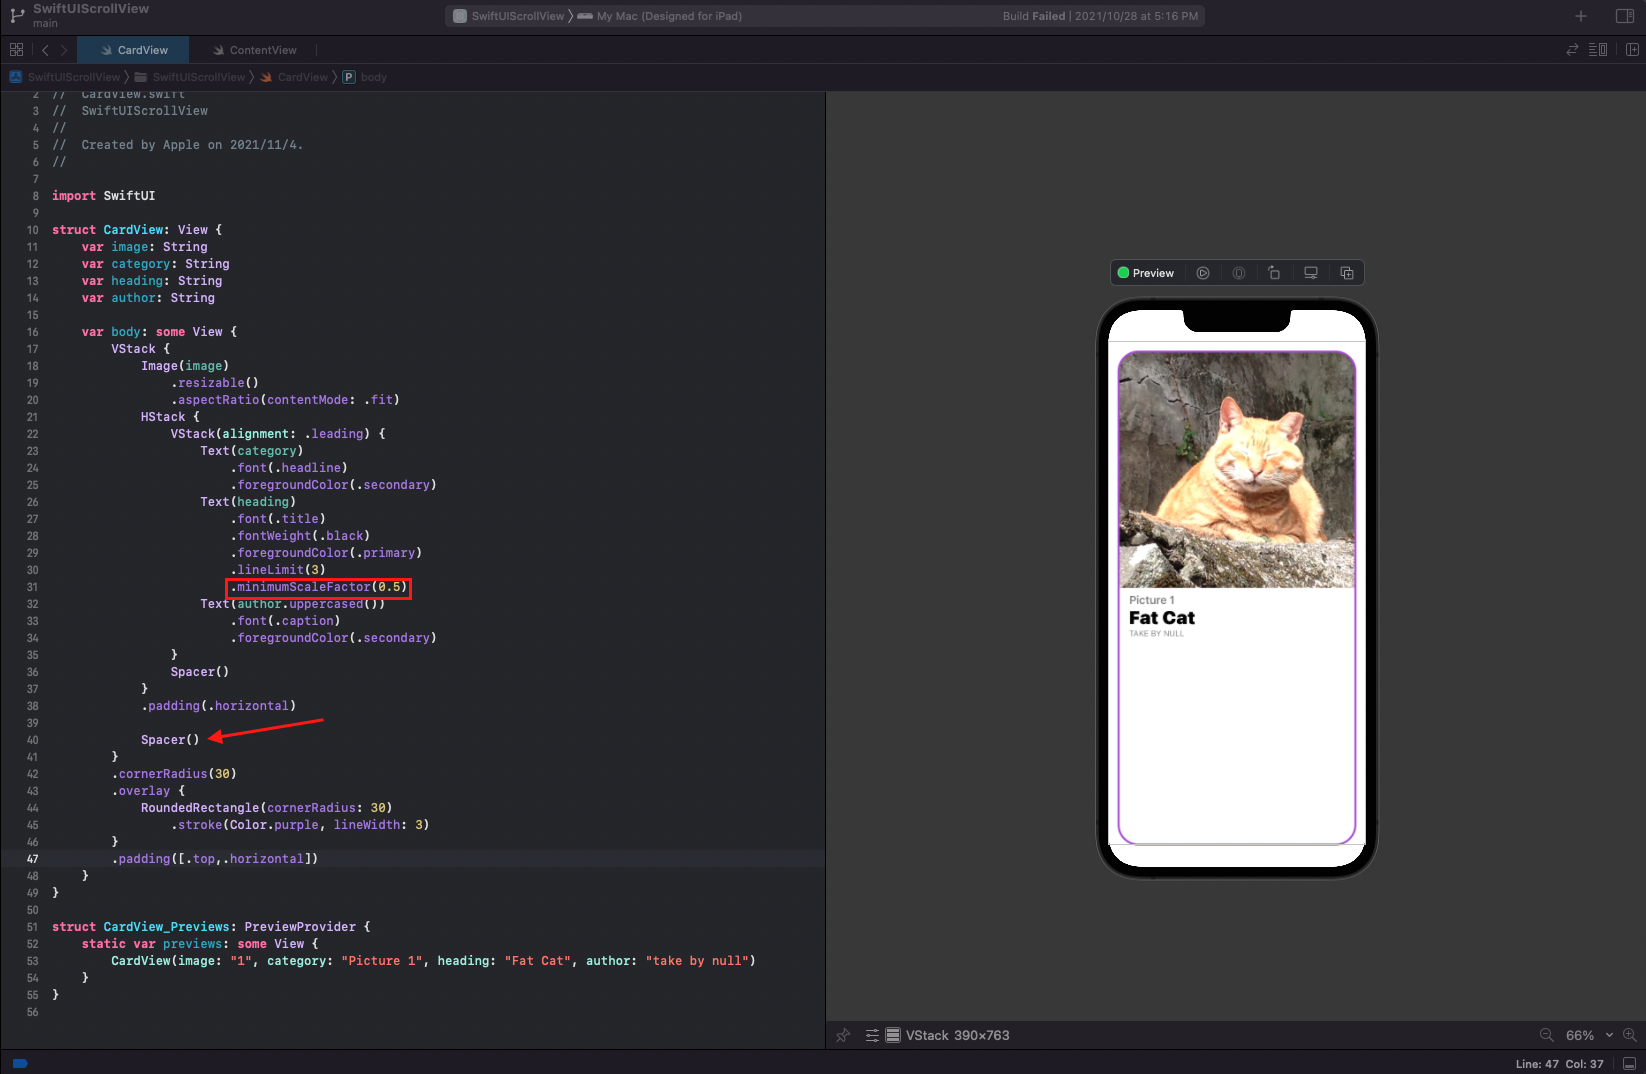 SwiftUIScrollView
main
SwiftUIScrollView My Mac (Designed for iPad) Build Failed | 2021/10/28 at 5:16 PM
CardView ContentView
SwiftUIScrollView SwiftUIScrollView CardView P body
2 // CardView.swift
3 // SwiftUIScrollView
4 //
5 // Created by Apple on 2021/11/4.
6 //
7
8 import SwiftUI
9
10 struct CardView: View {
11 var image: String
12 var category: String
13 var heading: String
14 var author: String
15
16 var body: some View {
17 VStack {
18 Image(image)
19 .resizable()
20 .aspectRatio(contentMode: .fit)
21 HStack {
22 VStack(alignment: .leading) {
23 Text(category)
24 .font(.headline)
25 .foregroundColor(.secondary)
26 Text(heading)
27 .font(.title)
28 .fontWeight(.black)
29 .foregroundColor(.primary)
30 .lineLimit(3)
31 .minimumScaleFactor(0.5)
32 Text(author.uppercased())
33 .font(.caption)
34 .foregroundColor(.secondary)
35 }
36 Spacer()
37 }
38 .padding(.horizontal)
39
40 Spacer()
41 }
42 .cornerRadius(30)
43 .overlay {
44 RoundedRectangle(cornerRadius: 30)
45 .stroke(Color.purple, lineWidth: 3)
46 }
47 .padding([.top,.horizontal])
48 }
49 }
50
51 struct CardView_Previews: PreviewProvider {
52 static var previews: some View {
53 CardView(image: "1", category: "Picture 1", heading: "Fat Cat", author: "take by null")
54 }
55 }
56
Preview
Picture 1
Fat Cat
TAKE BY NULL
VStack 390×763
66%
Line: 47 Col: 37